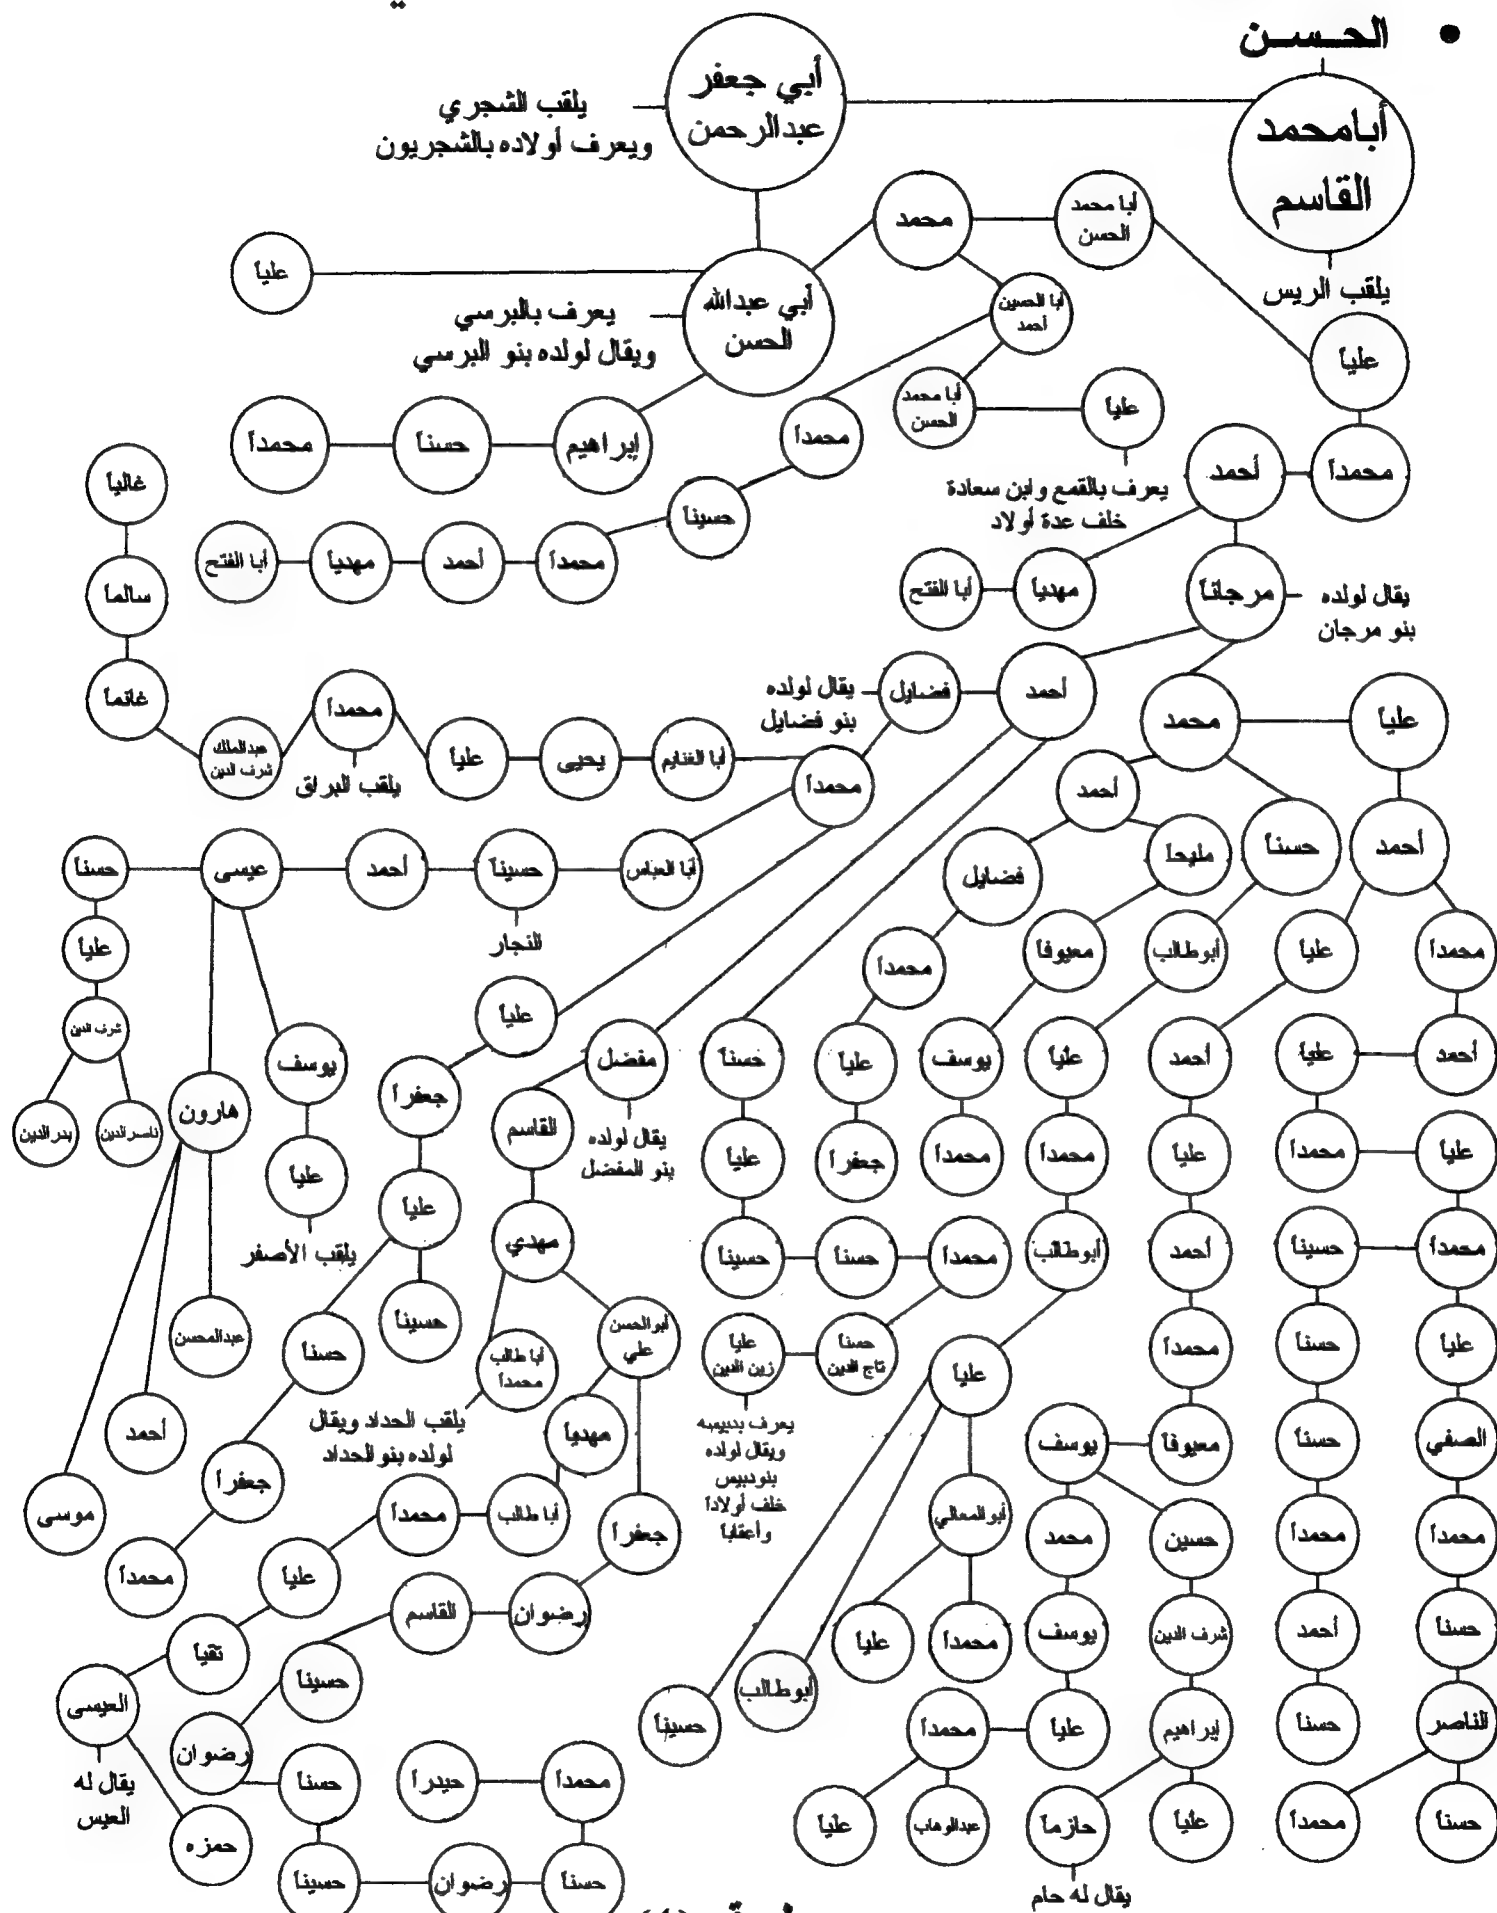 • الحسن
أبي جعفر
عبدالرحمن
يلقب الشجري
ويعرف أولاده بالشجريون
أبامحمد
القاسم
يلقب الريس
أبا محمد
الحسن
محمد
علياً
أبي عبدالله
الحسن
يعرف بالبرسي
ويقال لولده بنو البرسي
أبا الحسين
أحمد
علياً
أبا محمد
الحسن
علياً
يعرف بالقمع وابن سعادة
خلف عدة أولاد
محمداً
إبراهيم
حسناً
محمداً
محمداً
أحمد
غالياً
حسيناً
محمداً
أحمد
مهدياً
أبا الفتح
مرجاناً
يقال لولده
بنو مرجان
مهدياً
أبا الفتح
سالماً
غانماً
أحمد
فضايل
يقال لولده
بنو فضايل
محمد
علياً
محمداً
يلقب البراق
عبدالملك
شرف الدين
علياً
يحيى
أبا الغنايم
محمداً
أحمد
مليحاً
حسناً
أحمد
فضايل
أبا العباس
حسيناً
النجار
أحمد
عيسى
حسناً
محمداً
علياً
أبوطالب
معيوفاً
محمداً
علياً
علياً
شرف الدين
ناصرالدين
بدرالدين
يوسف
هارون
جعفراً
مفضل
يقال لولده
بنو المفضل
القاسم
حسناً
علياً
يوسف
علياً
أحمد
علياً
أحمد
علياً
محمداً
علياً
محمداً
محمداً
جعفراً
علياً
علياً
يلقب الأصفر
علياً
مهدي
حسيناً
حسناً
محمداً
أبوطالب
أحمد
حسيناً
محمداً
عبدالمحسن
حسناً
حسيناً
أبا طالب
محمداً
يلقب الحداد ويقال
لولده بنو الحداد
أبوالحسن
علي
علياً
زين الدين
يعرف بدبيسه
ويقال لولده
بنودبيس
خلف أولاداً
وأعقاباً
حسناً
تاج الدين
علياً
محمداً
حسناً
علياً
أحمد
موسى
جعفراً
مهدياً
يوسف
معيوفاً
حسناً
الصفي
محمداً
محمداً
أبا طالب
جعفراً
أبوالمعالي
محمد
حسين
محمداً
محمداً
علياً
القاسم
رضوان
علياً
محمداً
يوسف
شرف الدين
أحمد
حسناً
تقياً
العيسى
يقال له
العيس
حسيناً
حسيناً
أبوطالب
محمداً
علياً
إبراهيم
حسناً
الناصر
رضوان
حسناً
حيدراً
محمداً
علياً
عبدالوهاب
حازماً
يقال له حام
علياً
محمداً
حسناً
حمزه
حسيناً
رضوان
حسناً